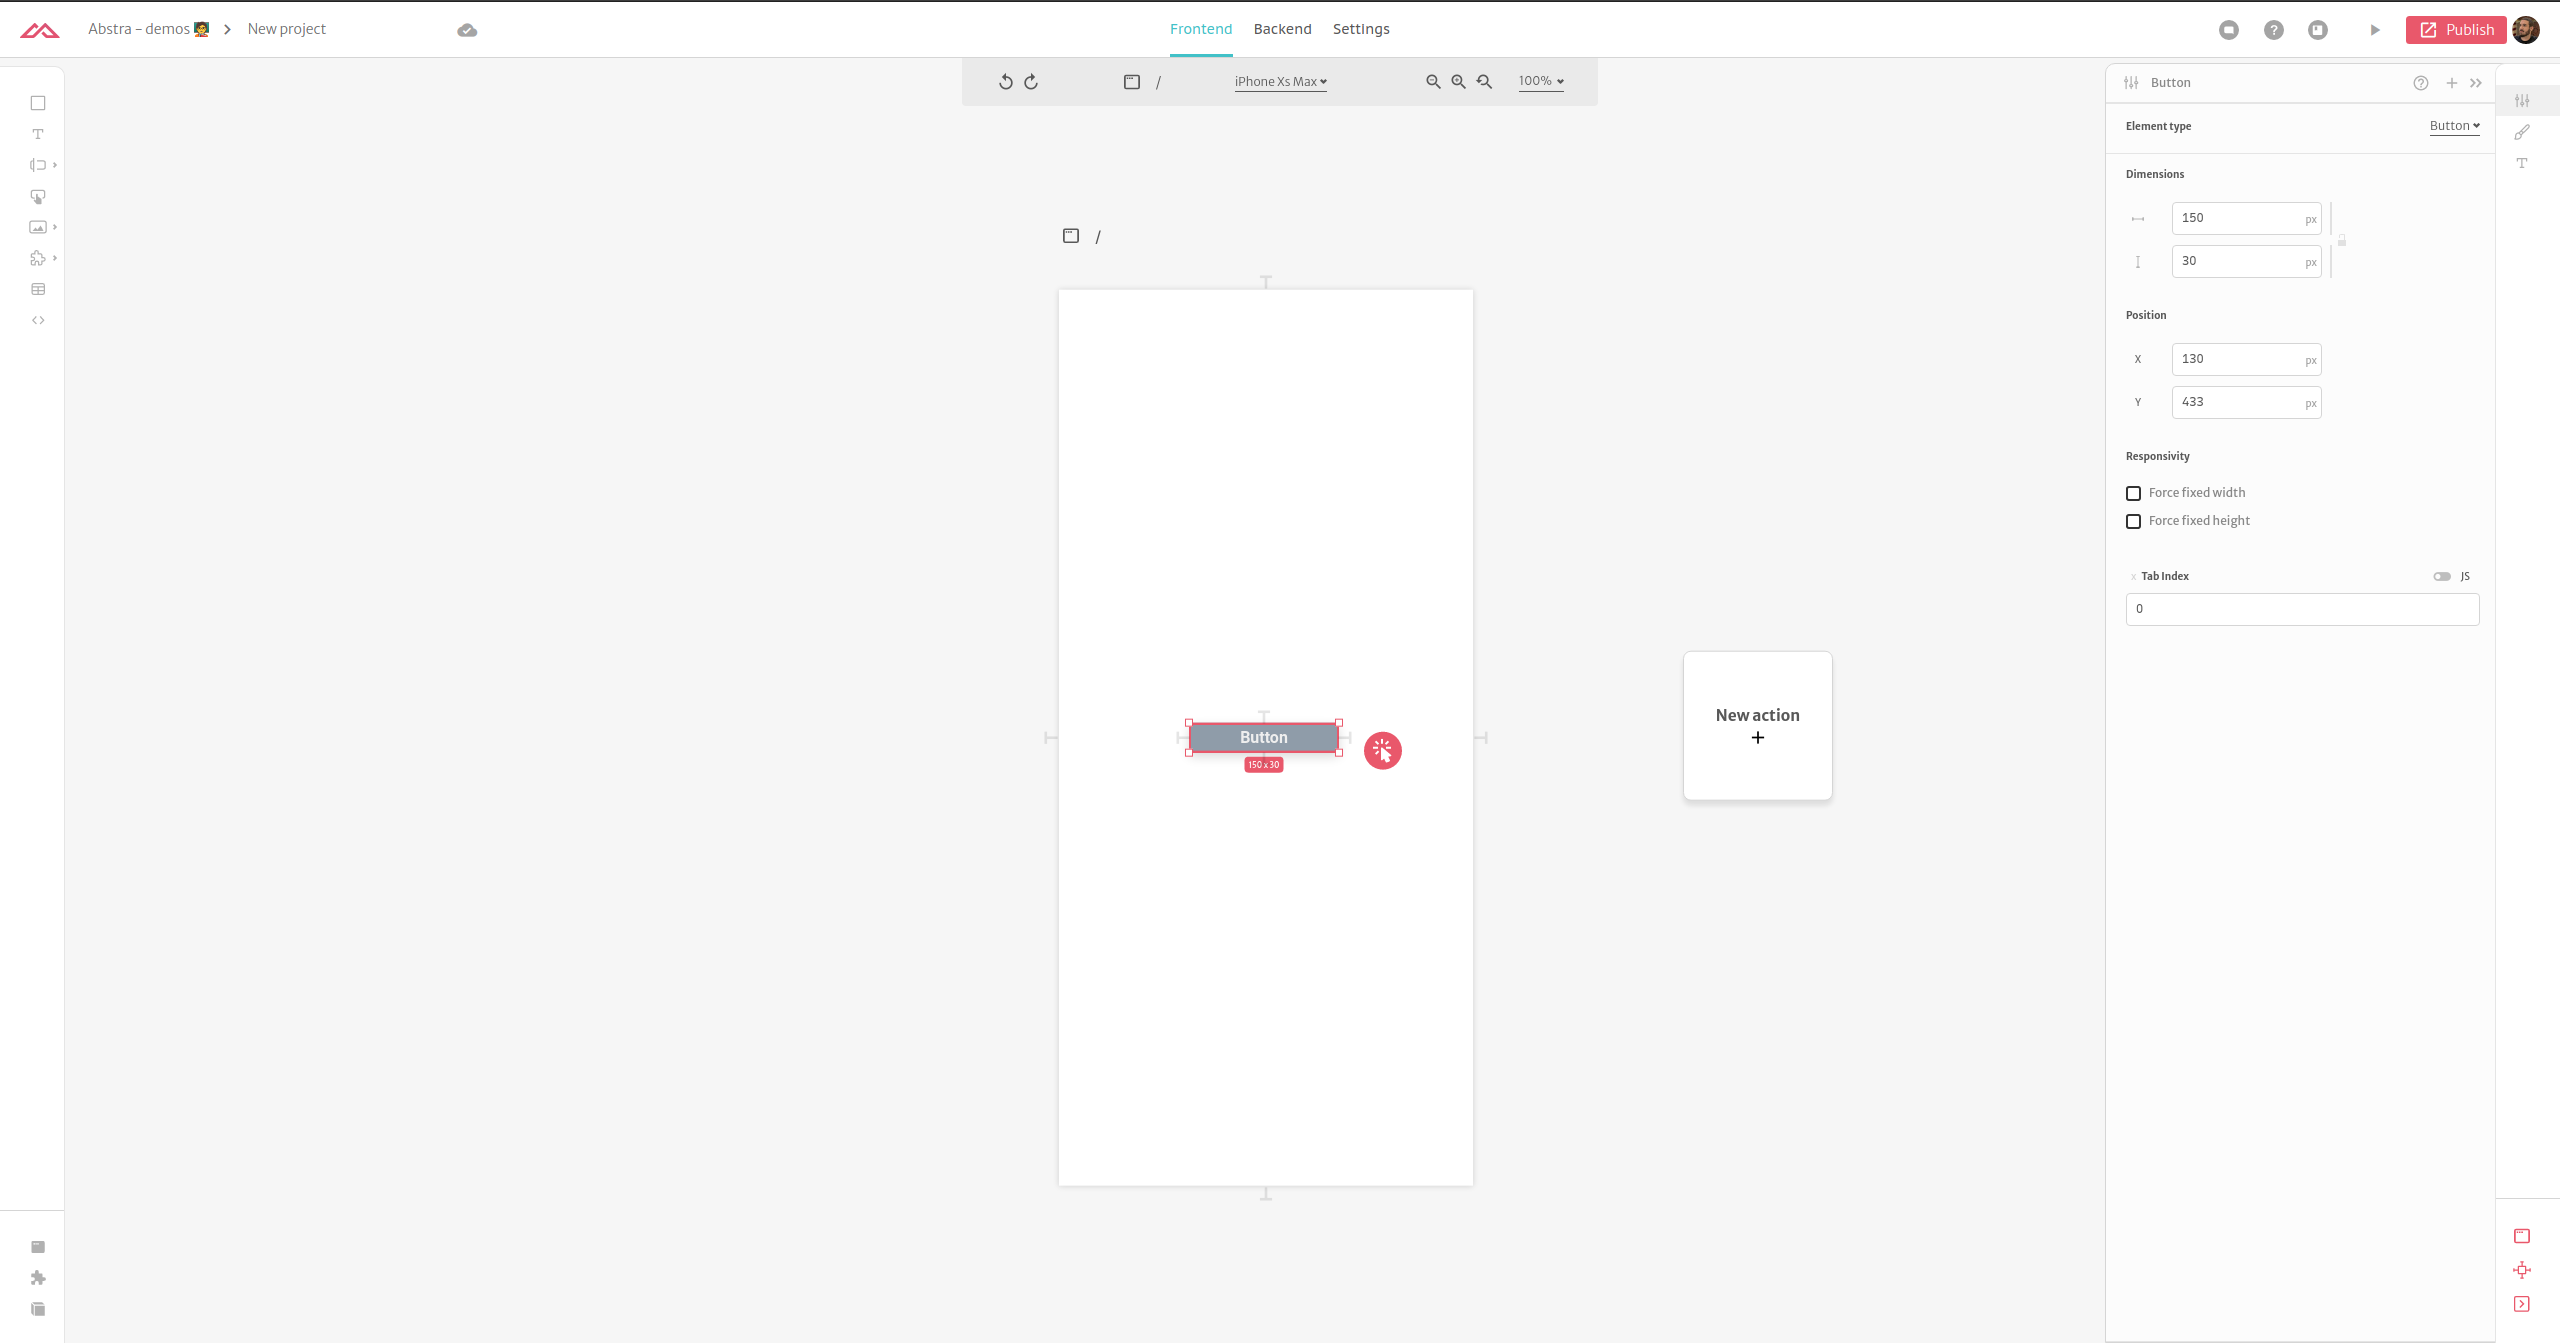 Abstra – demos 🧑‍🏫 > New project
Frontend Backend Settings
Publish
/ iPhone Xs Max 100%
Button
Element type Button
Dimensions
150 px
30 px
Position
X 130 px
Y 433 px
Responsivity
Force fixed width
Force fixed height
x Tab Index JS
0
/
Button
150 x 30
New action
+